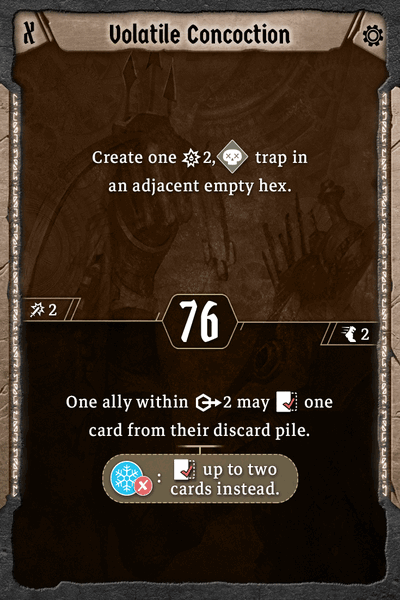 X Volatile Concoction
Create one 2, trap in
an adjacent empty hex.
2
76
2
One ally within 2 may one
card from their discard pile.
: up to two
cards instead.